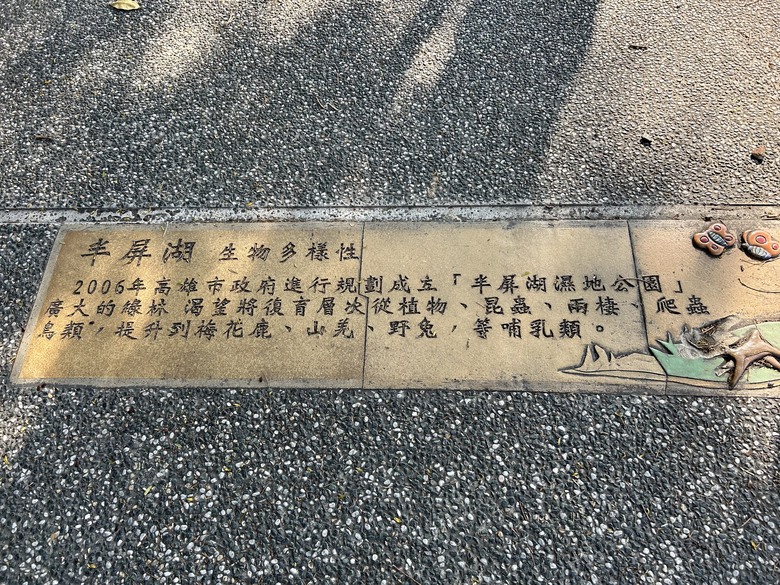 半屏湖 生物多樣性
2006年高雄市政府進行規劃成立「半屏湖濕地公園」
廣大的綠林 渴望將復育層次從植物、昆蟲、兩棲、爬蟲
鳥類，提升到梅花鹿、山羌、野兔，等哺乳類。